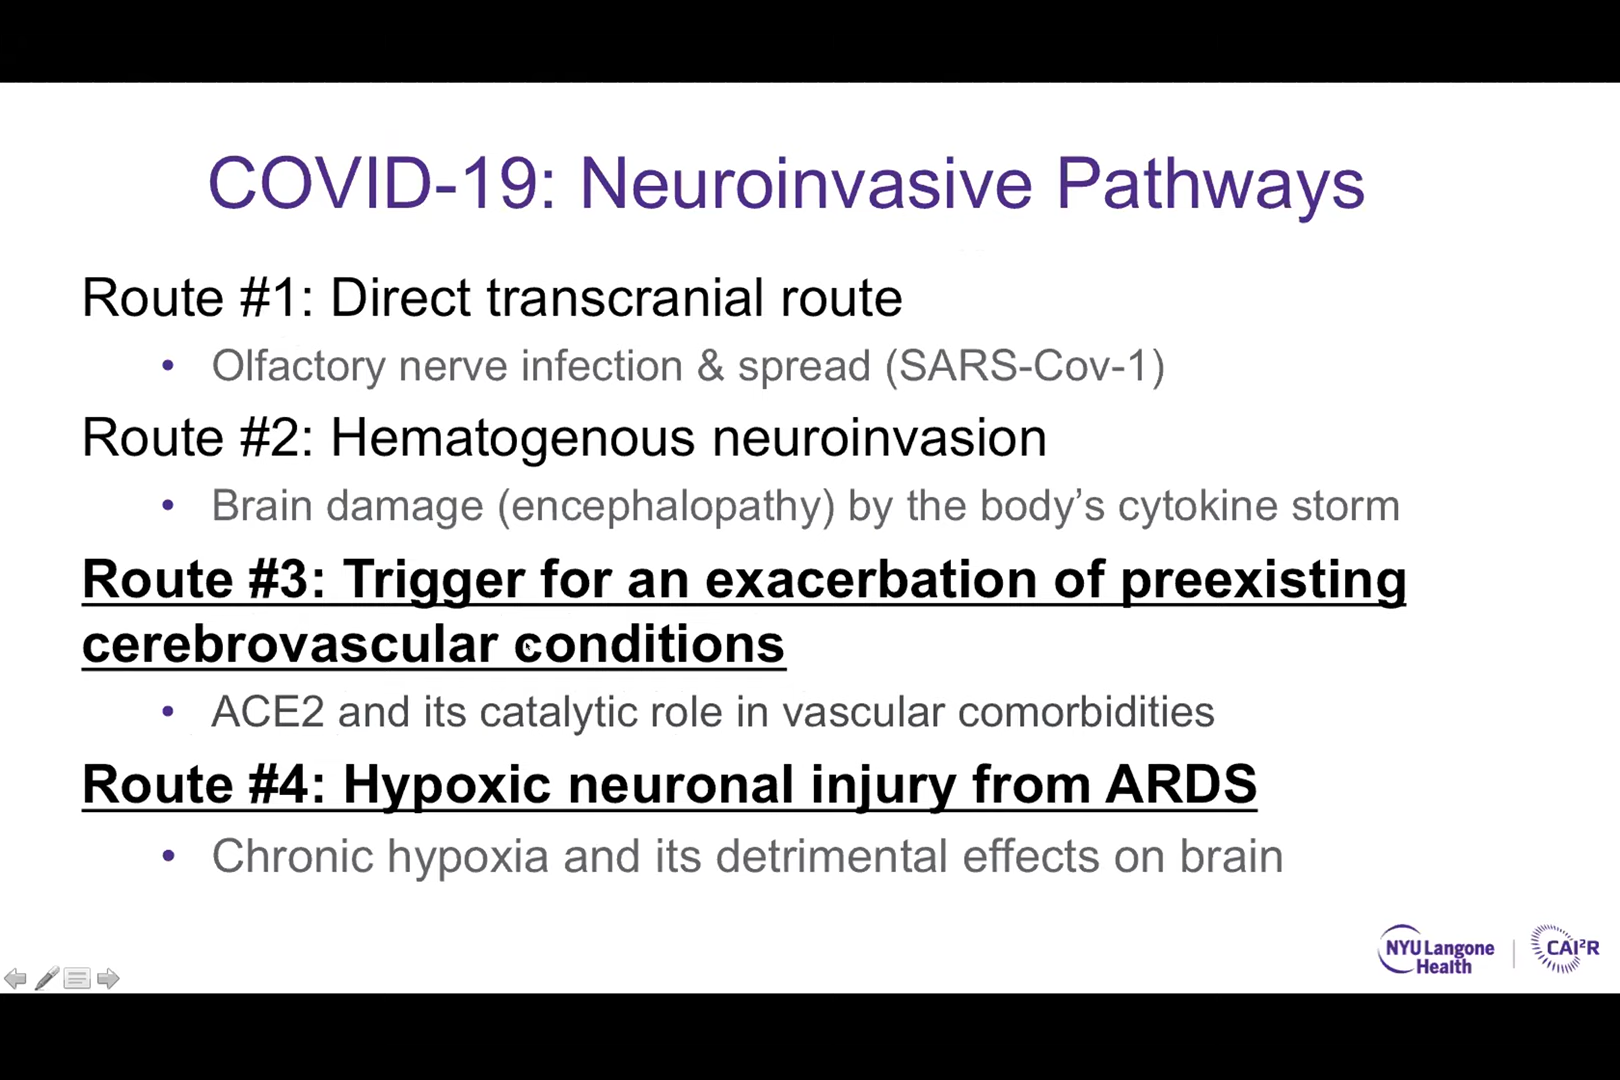 COVID-19: Neuroinvasive Pathways
Route #1: Direct transcranial route
• Olfactory nerve infection & spread (SARS-Cov-1)
Route #2: Hematogenous neuroinvasion
• Brain damage (encephalopathy) by the body’s cytokine storm
Route #3: Trigger for an exacerbation of preexisting
cerebrovascular conditions
• ACE2 and its catalytic role in vascular comorbidities
Route #4: Hypoxic neuronal injury from ARDS
• Chronic hypoxia and its detrimental effects on brain
NYU Langone
Health
CAI²R